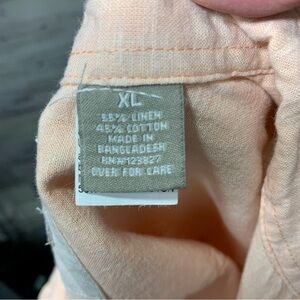 XL
55% LINEN
45% COTTON
MADE IN
BANGLADESH
RN#123827
OVER FOR CARE